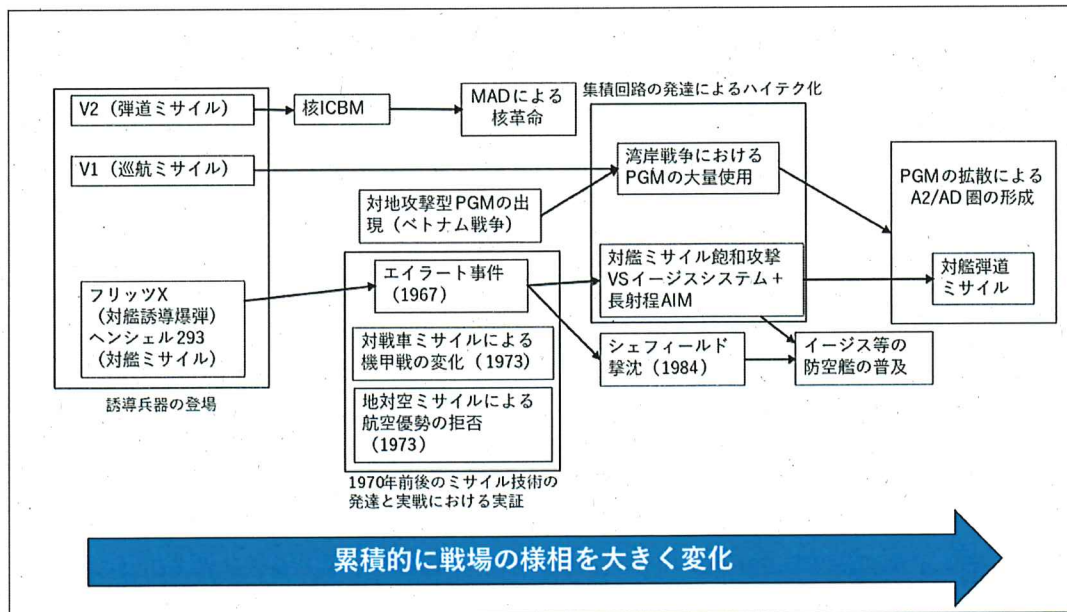 V2（弾道ミサイル）
核ICBM
MADによる
核革命
集積回路の発達によるハイテク化
V1（巡航ミサイル）
湾岸戦争における
PGMの大量使用
対地攻撃型PGMの出
現（ベトナム戦争）
PGMの拡散による
A2/AD圏の形成
フリッツX
（対艦誘導爆弾）
ヘンシェル293
（対艦ミサイル）
誘導兵器の登場
エイラート事件
（1967）
対戦車ミサイルによる
機甲戦の変化（1973）
地対空ミサイルによる
航空優勢の拒否
（1973）
1970年前後のミサイル技術の
発達と実戦における実証
対艦ミサイル飽和攻撃
VSイージスシステム＋
長射程AIM
シェフィールド
撃沈（1984）
対艦弾道
ミサイル
イージス等の
防空艦の普及
累積的に戦場の様相を大きく変化